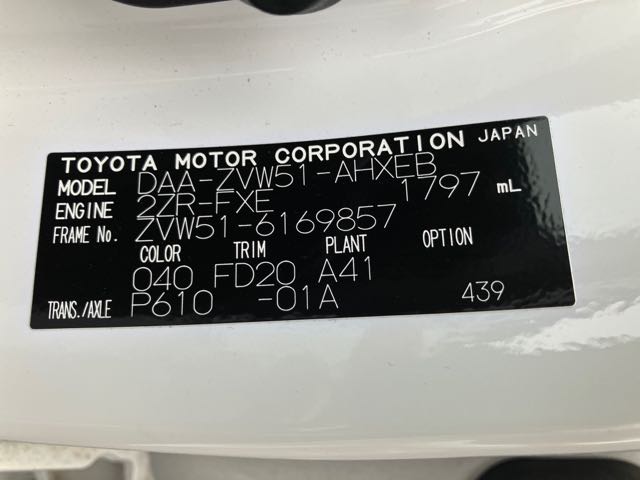 TOYOTA MOTOR CORPORATION JAPAN
MODEL DAA-ZVW51-AHXEB
ENGINE 2ZR-FXE 1797 mL
FRAME No. ZVW51-6169857
COLOR TRIM PLANT OPTION
040 FD20 A41
TRANS./AXLE P610 -01A 439